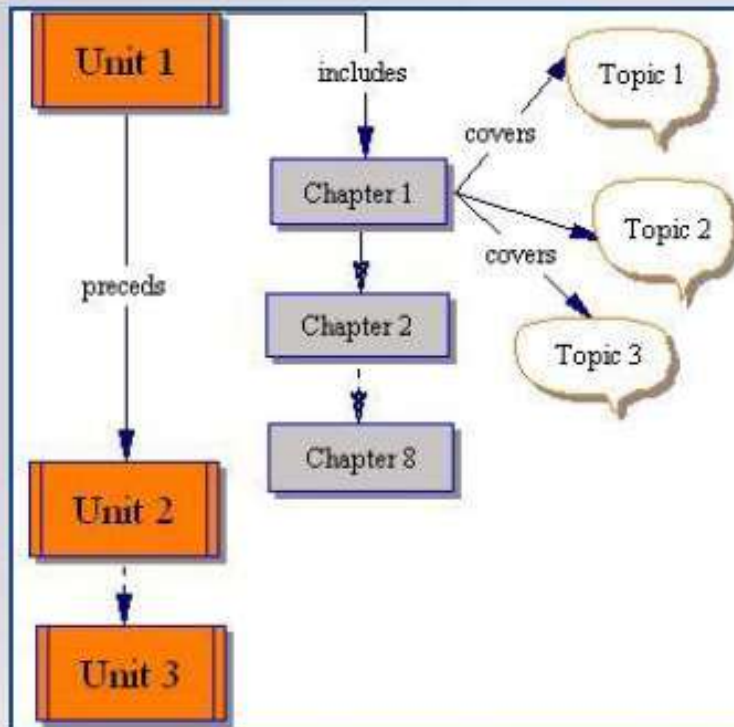 Unit 1
includes
Topic 1
covers
Chapter 1
Topic 2
covers
preceds
Chapter 2
Topic 3
Chapter 8
Unit 2
Unit 3